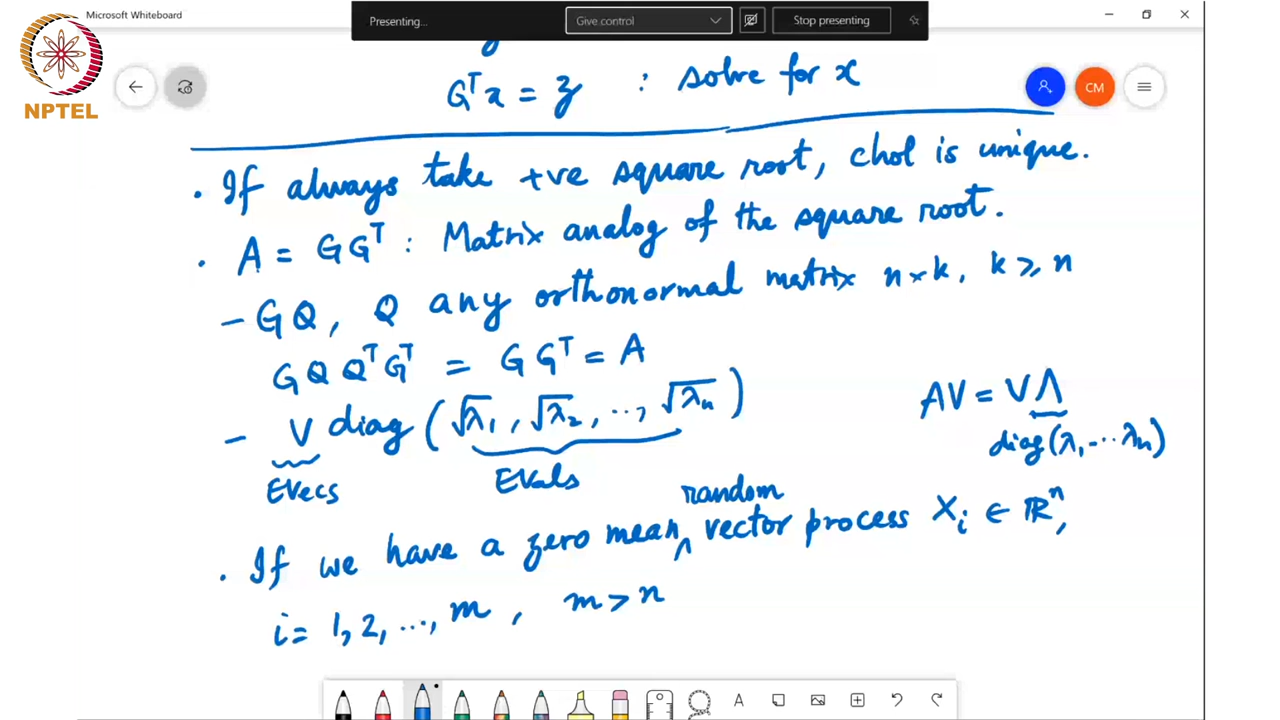 Microsoft Whiteboard
Presenting...
Give control
Stop presenting
NPTEL
CM
Gᵀx = z : solve for x
· If always take +ve square root, chol is unique.
· A = GGᵀ : Matrix analog of the square root.
- GQ, Q any orthonormal matrix n×k, k ≥ n
GQQᵀGᵀ = GGᵀ = A
- V diag (√λ₁, √λ₂, .., √λₙ)
EVecs
EVals
AV = VΛ
diag(λ₁ -··λₙ)
random
· If we have a zero mean ∧ vector process Xᵢ ∈ ℝⁿ,
i = 1, 2, ..., m , m > n
A